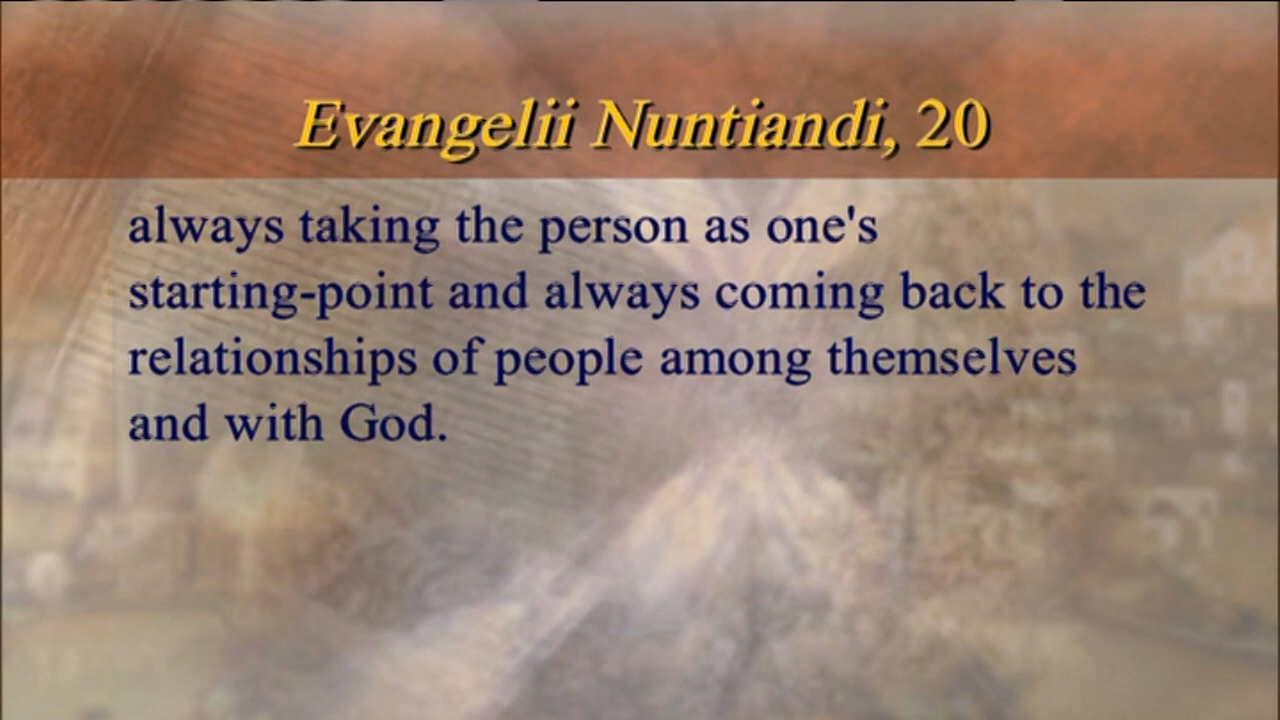 Evangelii Nuntiandi, 20
always taking the person as one's
starting-point and always coming back to the
relationships of people among themselves
and with God.